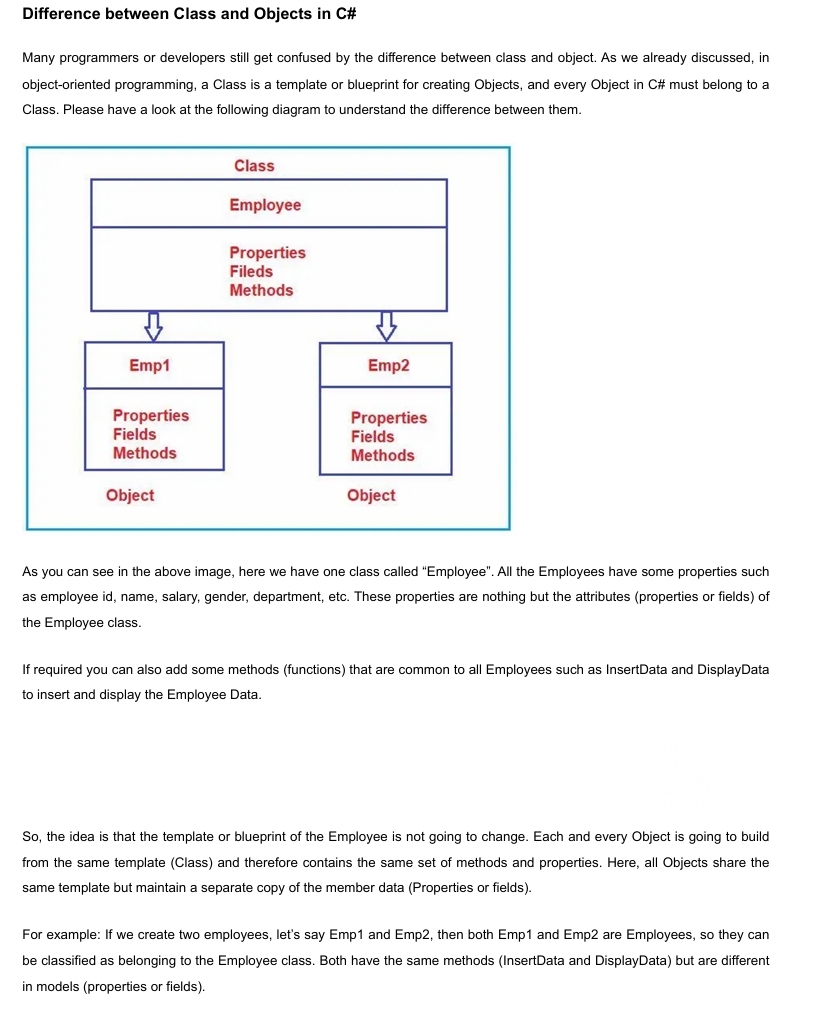 Difference between Class and Objects in C#
Many programmers or developers still get confused by the difference between class and object. As we already discussed, in
object-oriented programming, a Class is a template or blueprint for creating Objects, and every Object in C# must belong to a
Class. Please have a look at the following diagram to understand the difference between them.
Class
Employee
Properties
Fileds
Methods
Emp1
Properties
Fields
Methods
Object
Emp2
Properties
Fields
Methods
Object
As you can see in the above image, here we have one class called “Employee”. All the Employees have some properties such
as employee id, name, salary, gender, department, etc. These properties are nothing but the attributes (properties or fields) of
the Employee class.
If required you can also add some methods (functions) that are common to all Employees such as InsertData and DisplayData
to insert and display the Employee Data.
So, the idea is that the template or blueprint of the Employee is not going to change. Each and every Object is going to build
from the same template (Class) and therefore contains the same set of methods and properties. Here, all Objects share the
same template but maintain a separate copy of the member data (Properties or fields).
For example: If we create two employees, let’s say Emp1 and Emp2, then both Emp1 and Emp2 are Employees, so they can
be classified as belonging to the Employee class. Both have the same methods (InsertData and DisplayData) but are different
in models (properties or fields).